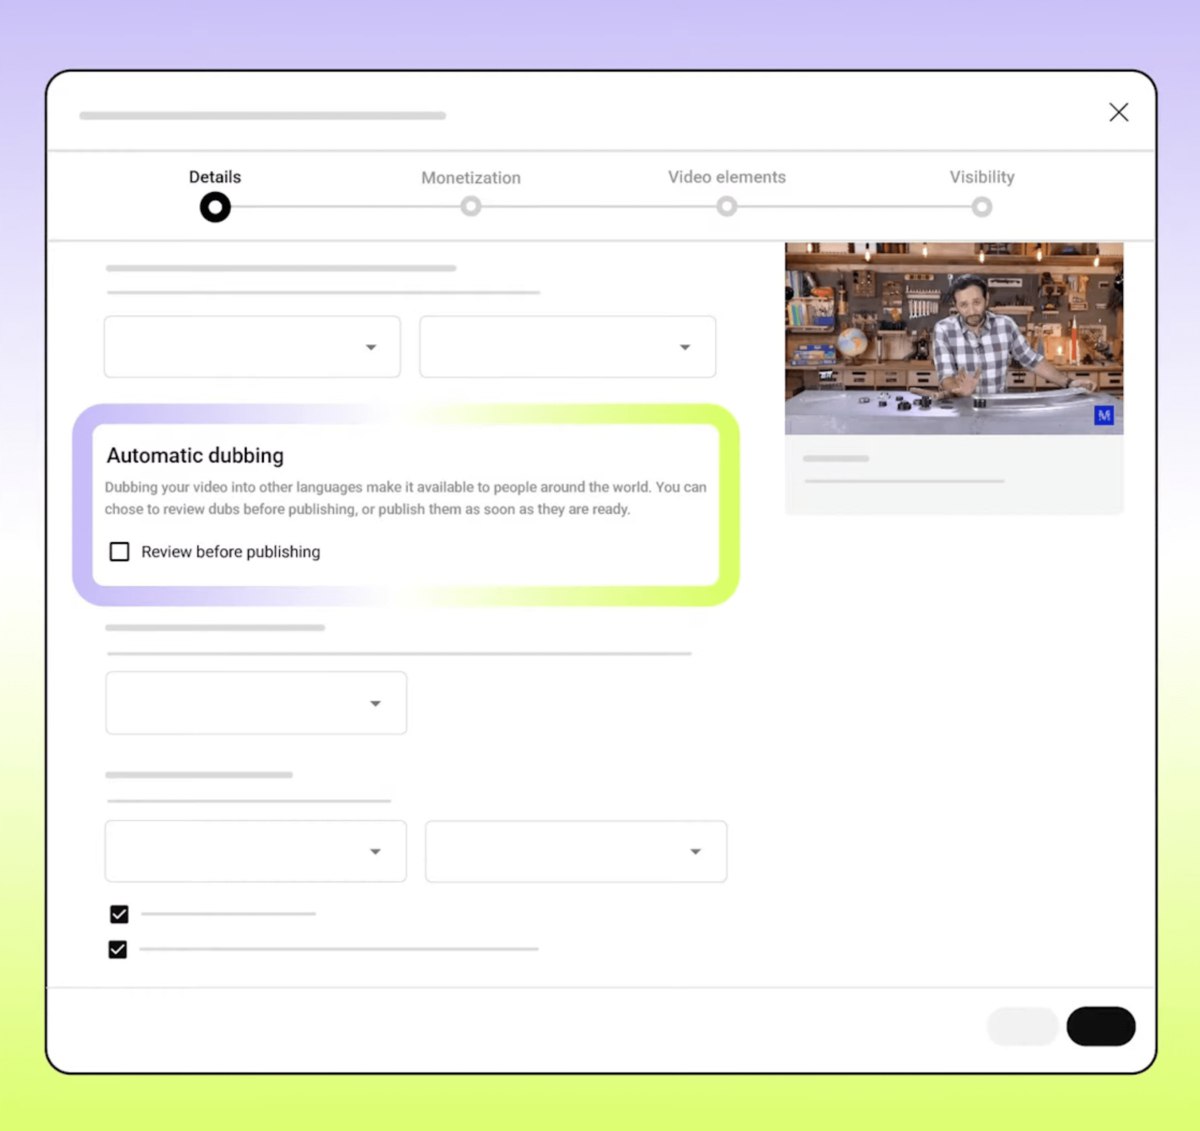 Details
Monetization
Video elements
Visibility
Automatic dubbing
Dubbing your video into other languages make it available to people around the world. You can
chose to review dubs before publishing, or publish them as soon as they are ready.
Review before publishing
M